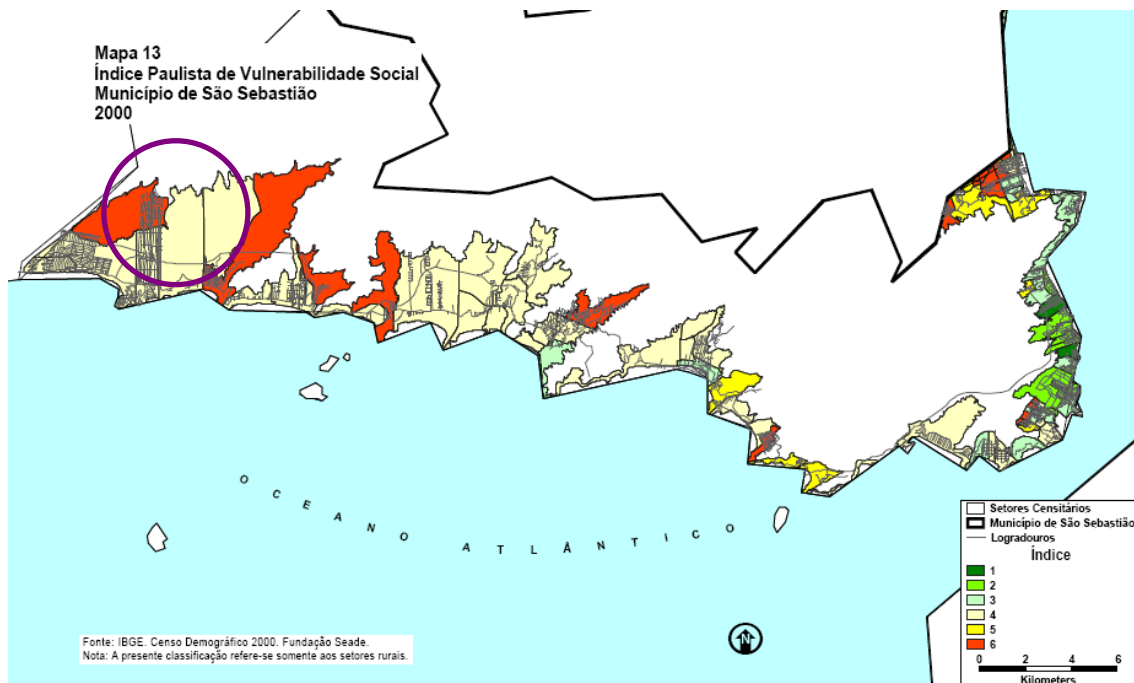 Mapa 13
Índice Paulista de Vulnerabilidade Social
Município de São Sebastião
2000
OCEANO ATLÂNTICO
N
Setores Censitários
Município de São Sebastião
Logradouros
Índice
1
2
3
4
5
6
0 2 4 6
Kilometers
Fonte: IBGE. Censo Demográfico 2000. Fundação Seade.
Nota: A presente classificação refere-se somente aos setores rurais.